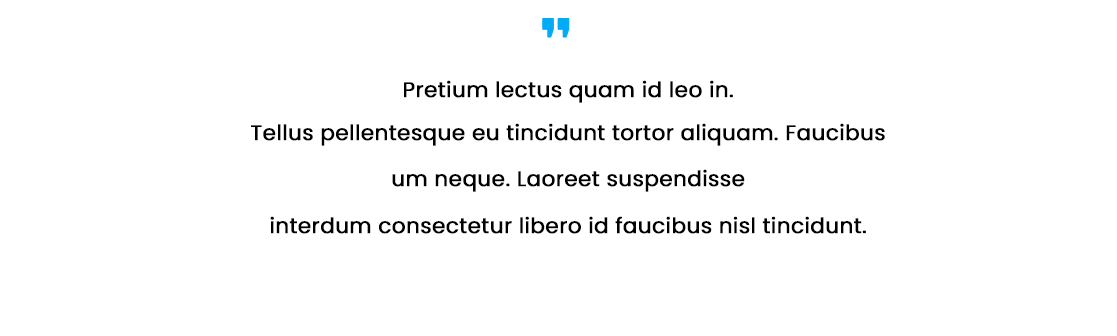 ❞
Pretium lectus quam id leo in.
Tellus pellentesque eu tincidunt tortor aliquam. Faucibus
um neque. Laoreet suspendisse
interdum consectetur libero id faucibus nisl tincidunt.